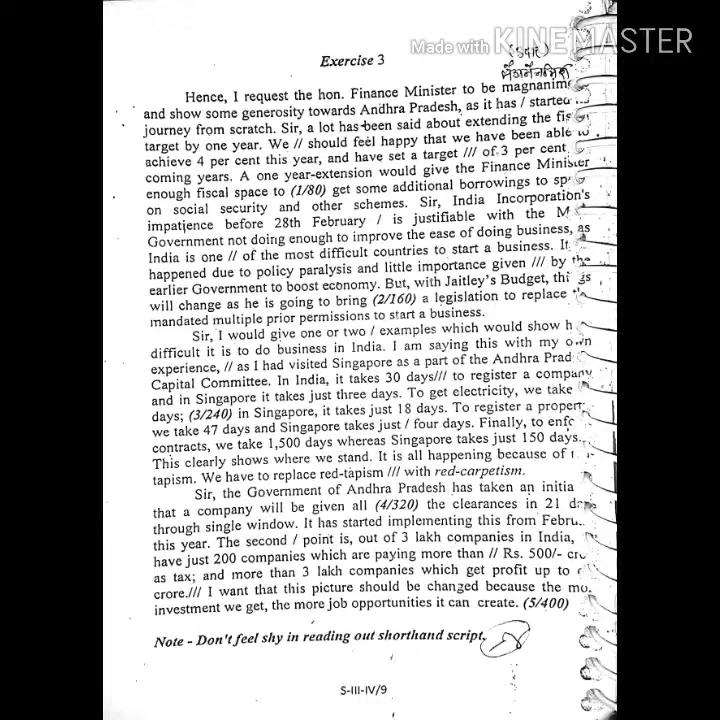 Made with KINEMASTER
Exercise 3
Hence, I request the hon. Finance Minister to be
and show some generosity towards Andhra Pradesh, as it has / started
journey from scratch. Sir, a lot has been said about extending the
target by one year. We // should feel happy that we have been able
achieve 4 per cent this year, and have set a target /// of 3 per cent
coming years. A one year-extension would give the Finance Minister
enough fiscal space to (1/80) get some additional borrowings to
on social security and other schemes. Sir, India Incorporation's
impatience before 28th February / is justifiable with the
Government not doing enough to improve the ease of doing business, as
India is one // of the most difficult countries to start a business. It
happened due to policy paralysis and little importance given /// by the
earlier Government to boost economy. But, with Jaitley's Budget,
will change as he is going to bring (2/160) a legislation to replace
mandated multiple prior permissions to start a business.
Sir, I would give one or two / examples which would show
difficult it is to do business in India. I am saying this with my own
experience, // as I had visited Singapore as a part of the Andhra
Capital Committee. In India, it takes 30 days/// to register a company
and in Singapore it takes just three days. To get electricity, we take
days; (3/240) in Singapore, it takes just 18 days. To register a
we take 47 days and Singapore takes just / four days. Finally, to
contracts, we take 1,500 days whereas Singapore takes just 150 days.
This clearly shows where we stand. It is all happening because of
tapism. We have to replace red-tapism /// with red-carpetism.
Sir, the Government of Andhra Pradesh has taken an
that a company will be given all (4/320) the clearances in 21
through single window. It has started implementing this from
this year. The second / point is, out of 3 lakh companies in India,
have just 200 companies which are paying more than // Rs. 500/-
as tax; and more than 3 lakh companies which get profit up to
crore./// I want that this picture should be changed because the
investment we get, the more job opportunities it can create. (5/400)
Note - Don't feel shy in reading out shorthand script.
S-III-IV/9